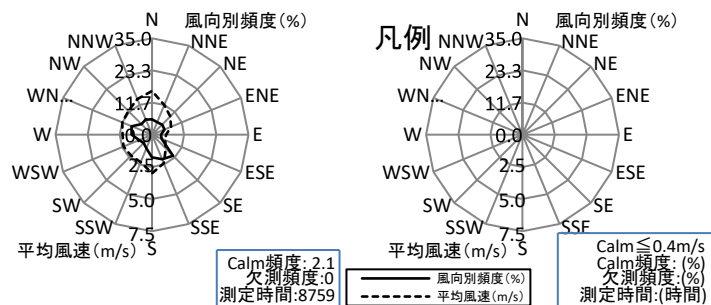 N 風向別頻度(%)
35.0
NNW
NNE
NW
23.3
NE
WN...
11.7
ENE
W
0.0
E
WSW
2.5
ESE
SW
5.0
SE
SSW
SSE
7.5
平均風速(m/s)
S
Calm頻度: 2.1
欠測頻度:0
測定時間:8759
凡例
N 風向別頻度(%)
35.0
NNW
NNE
NW
23.3
NE
WN...
11.7
ENE
W
0.0
E
WSW
2.5
ESE
SW
5.0
SE
SSW
SSE
7.5
平均風速(m/s)
S
Calm≦0.4m/s
Calm頻度: (%)
欠測頻度:(%)
測定時間:(時間)
風向別頻度(%)
平均風速(m/s)